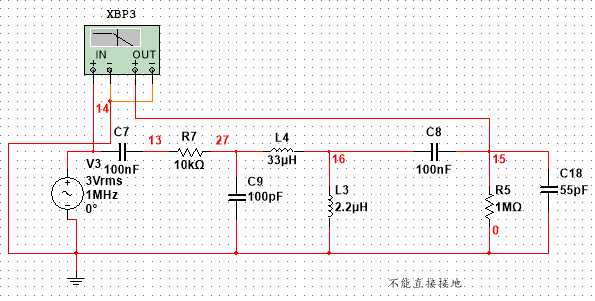 XBP3
IN OUT
+ - + -
14
C7 13 R7 27 L4 C8
16 15
V3 100nF 10kΩ 33µH 100nF
3Vrms
1MHz
0°
C9
100pF
L3
2.2µH
R5
1MΩ
C18
55pF
0
不能直接接地